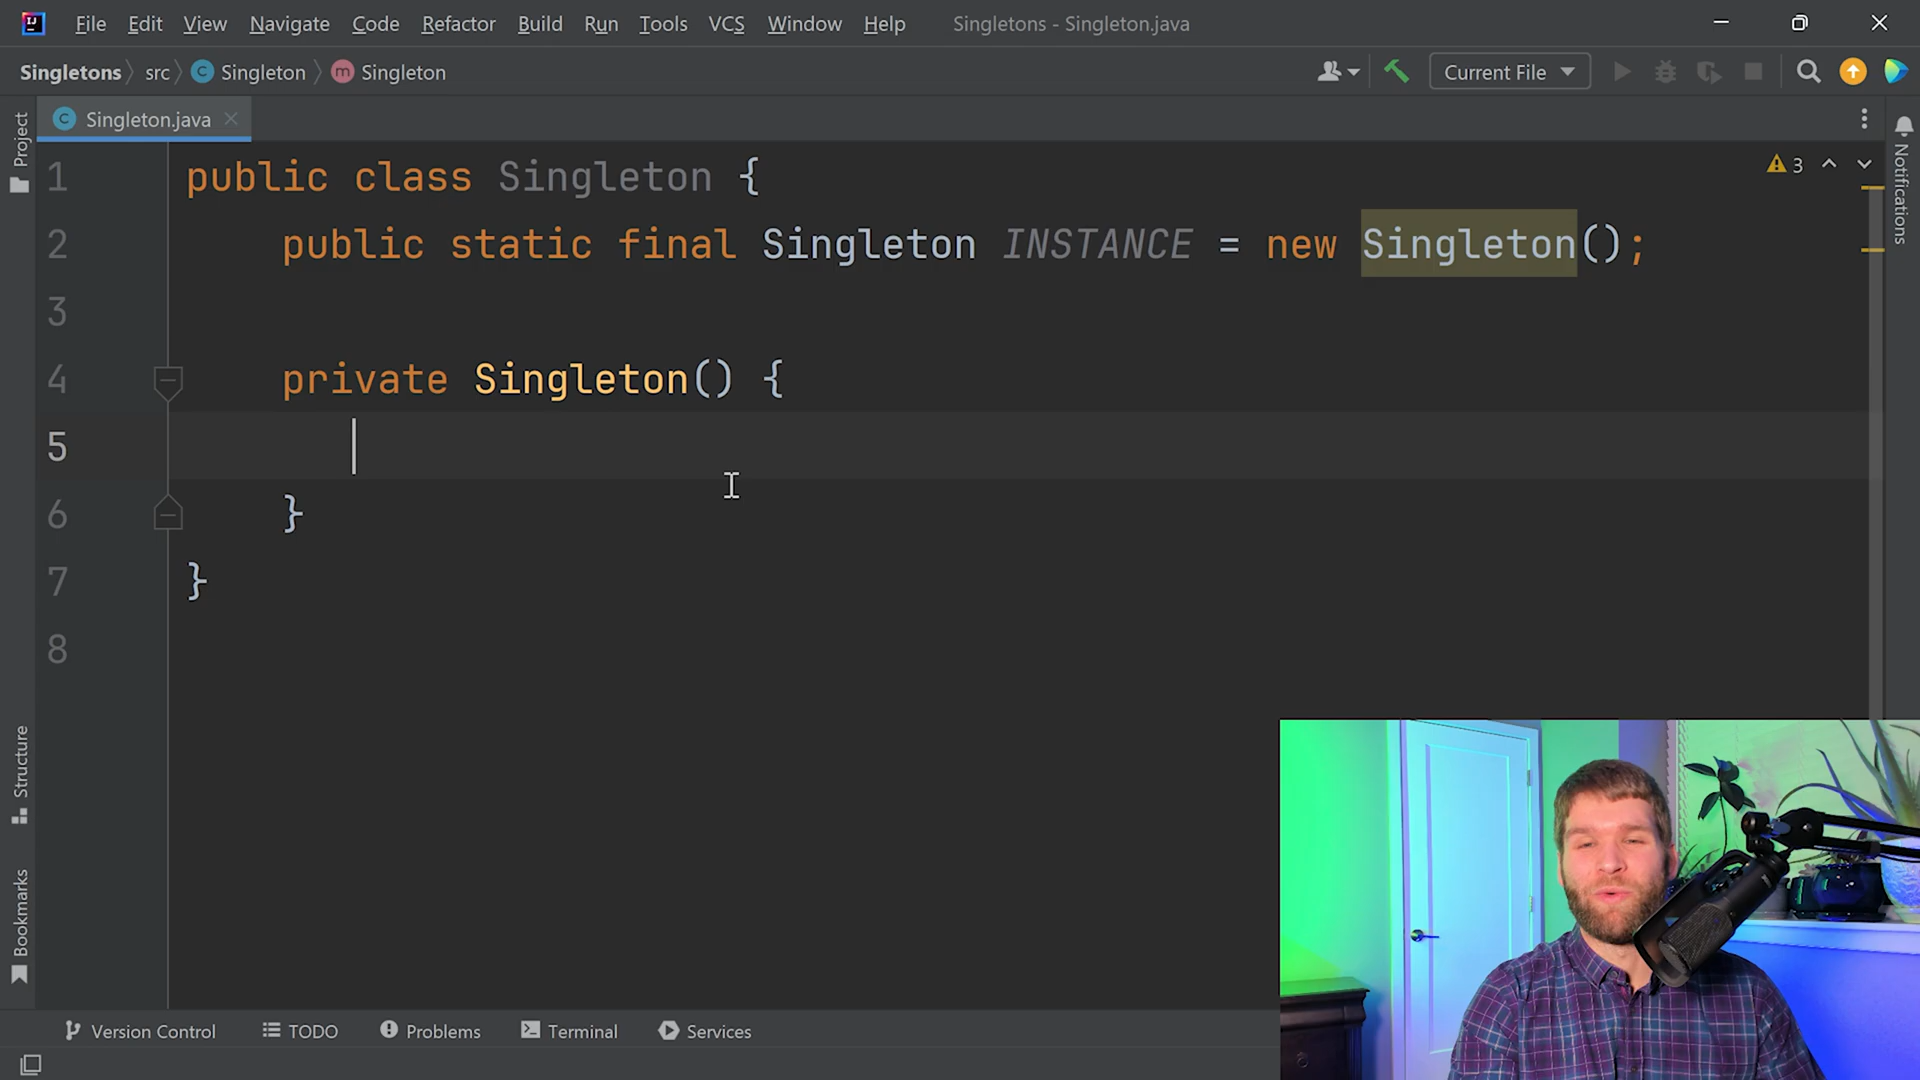 File Edit View Navigate Code Refactor Build Run Tools VCS Window Help Singletons - Singleton.java
Singletons src Singleton Singleton Current File
Project
Singleton.java
Notifications
3
1 public class Singleton {
2 public static final Singleton INSTANCE = new Singleton();
3
4 private Singleton() {
5
6 }
7 }
8
Structure
Bookmarks
Version Control TODO Problems Terminal Services